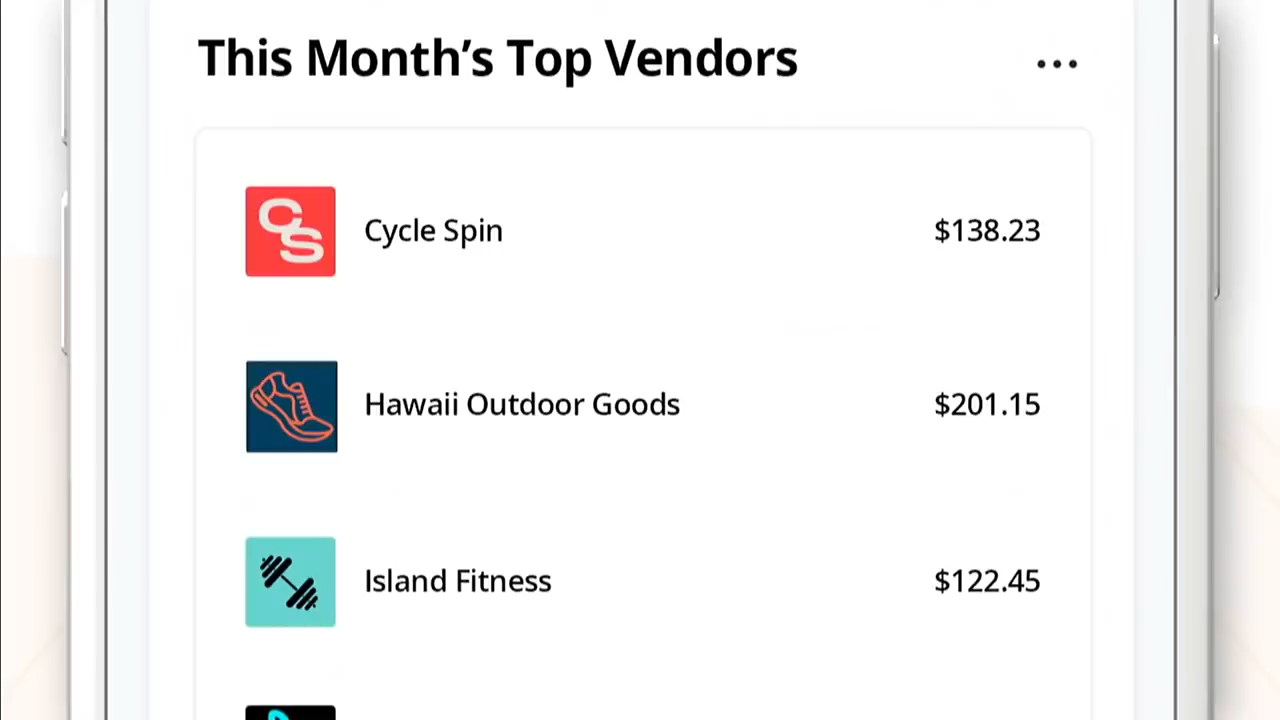 This Month’s Top Vendors
CS
Cycle Spin
$138.23
Hawaii Outdoor Goods
$201.15
Island Fitness
$122.45